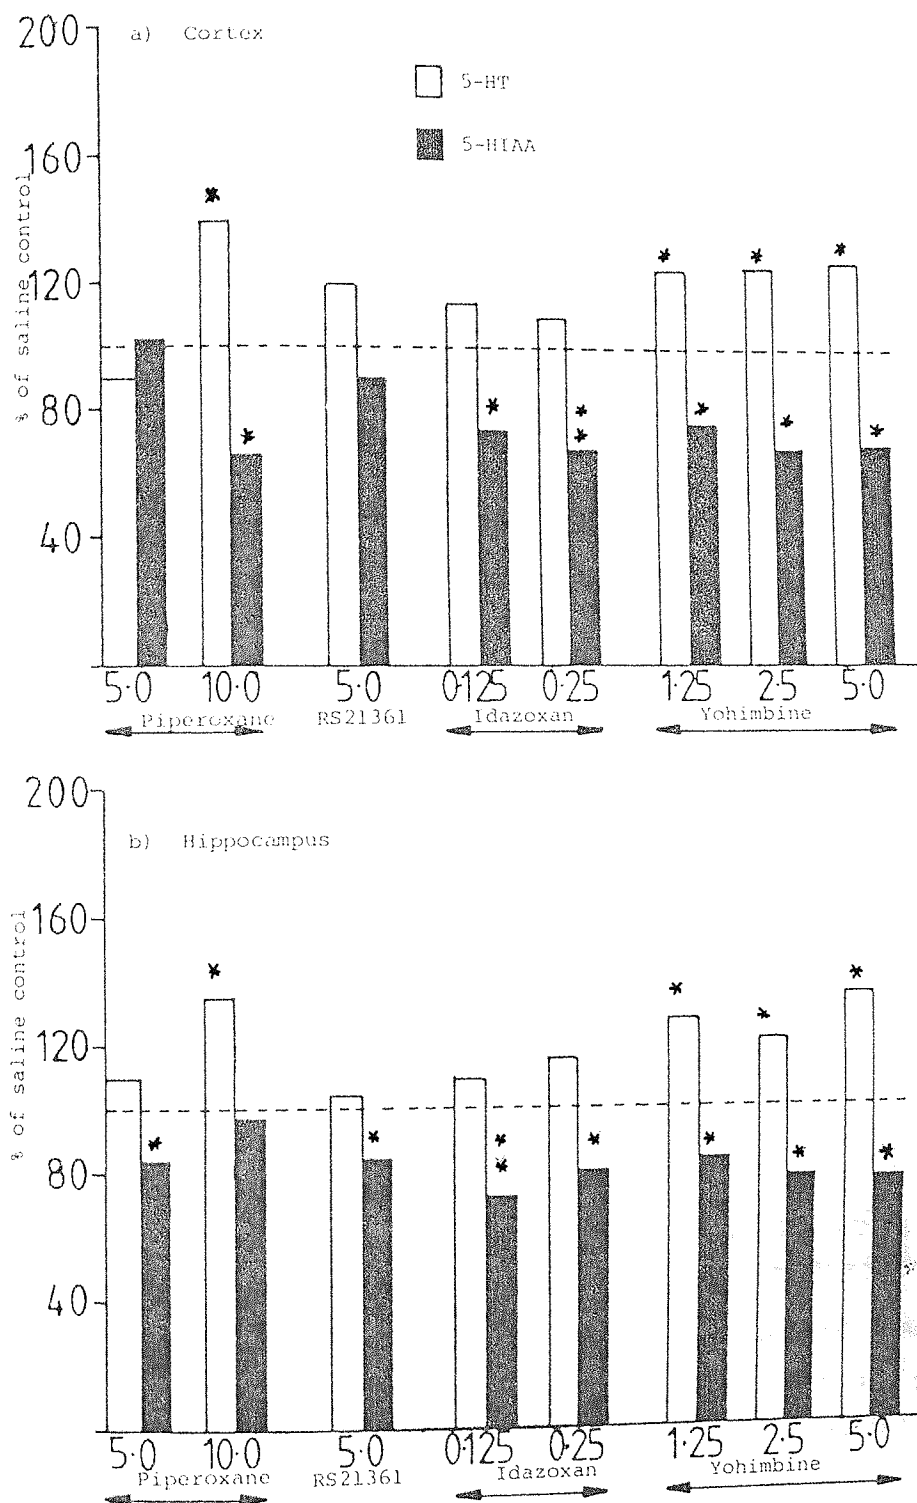 200
a) Cortex
5-HT
5-HIAA
160
120
80
40
% of saline control
5·0 10·0 5·0 0·125 0·25 1·25 2·5 5·0
Piperoxane RS21361 Idazoxan Yohimbine
200
b) Hippocampus
160
120
80
40
% of saline control
5·0 10·0 5·0 0·125 0·25 1·25 2·5 5·0
Piperoxane RS21361 Idazoxan Yohimbine